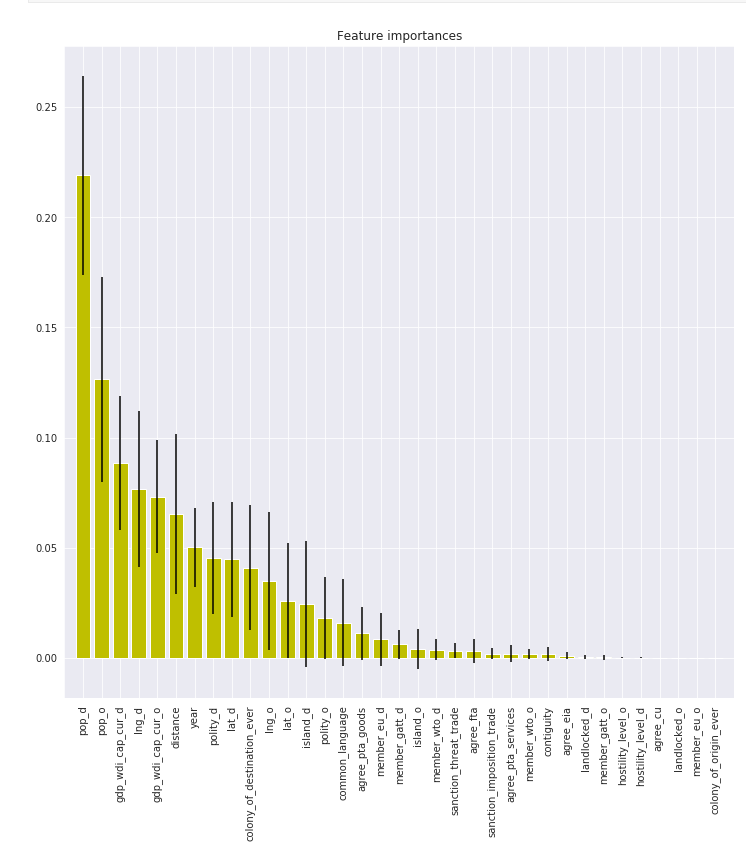 Feature importances
0.25
0.20
0.15
0.10
0.05
0.00
pop_d
pop_o
gdp_wdi_cap_cur_d
lng_d
gdp_wdi_cap_cur_o
distance
year
polity_d
lat_d
colony_of_destination_ever
lng_o
lat_o
island_d
polity_o
common_language
agree_pta_goods
member_eu_d
member_gatt_d
island_o
member_wto_d
sanction_threat_trade
agree_fta
sanction_imposition_trade
agree_pta_services
member_wto_o
contiguity
agree_eia
landlocked_d
member_gatt_o
hostility_level_o
hostility_level_d
agree_cu
landlocked_o
member_eu_o
colony_of_origin_ever